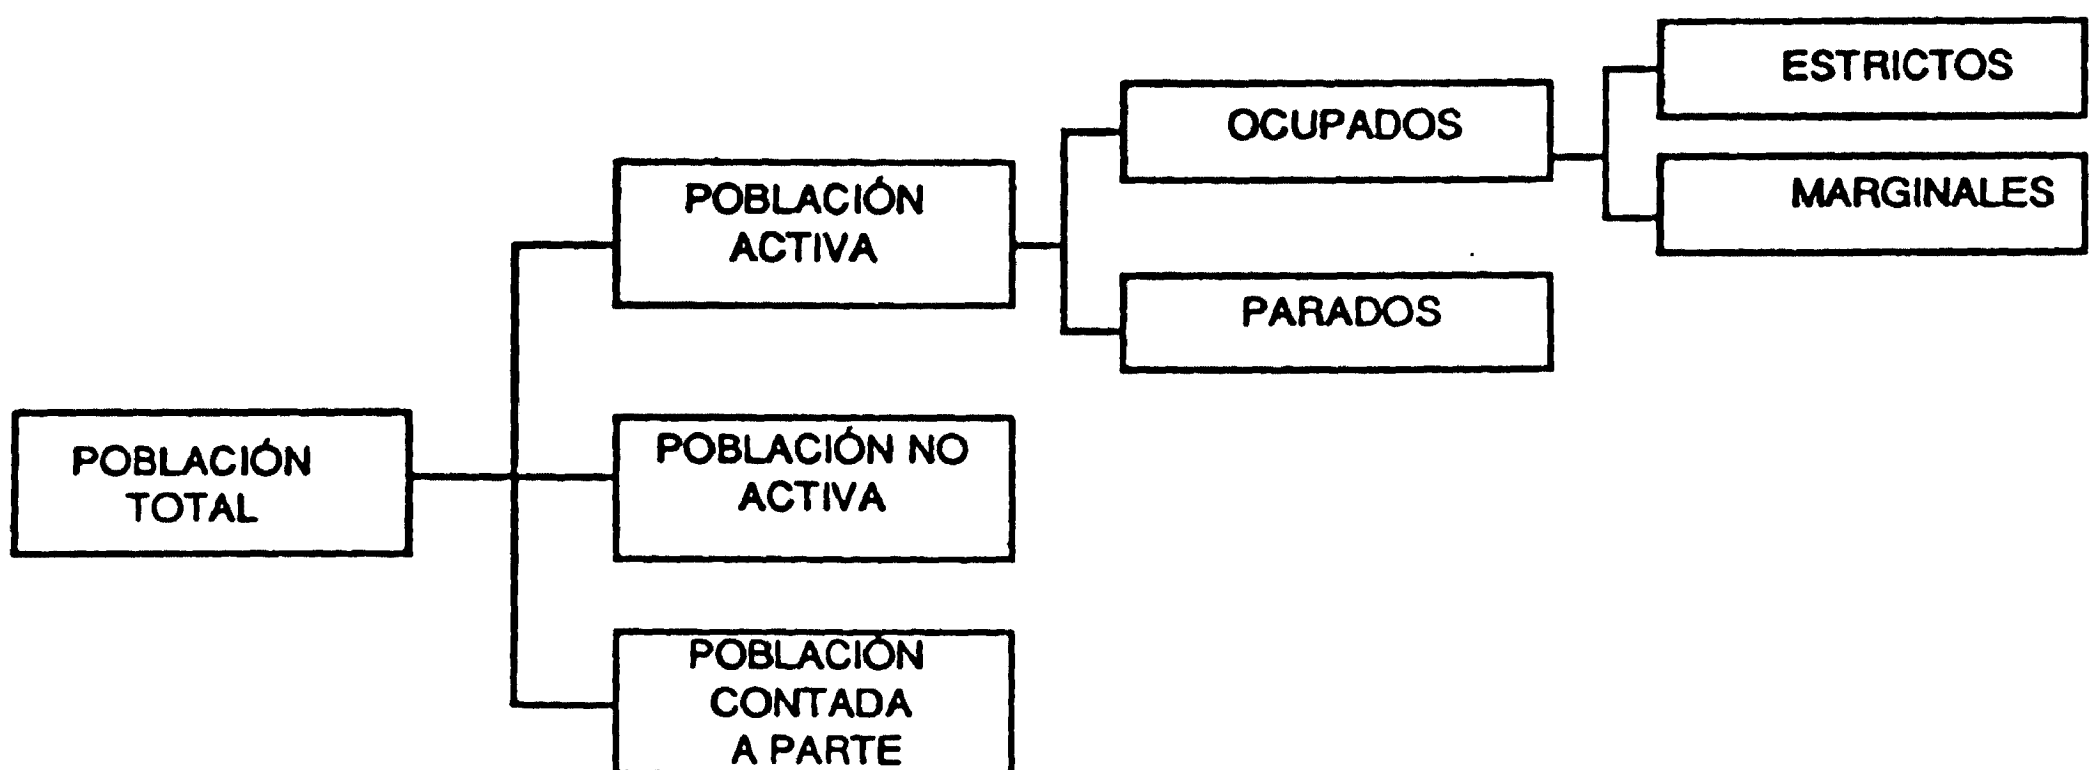 ESTRICTOS
OCUPADOS
MARGINALES
POBLACIÓN
ACTIVA
PARADOS
POBLACIÓN
TOTAL
POBLACIÓN NO
ACTIVA
POBLACIÓN
CONTADA
A PARTE